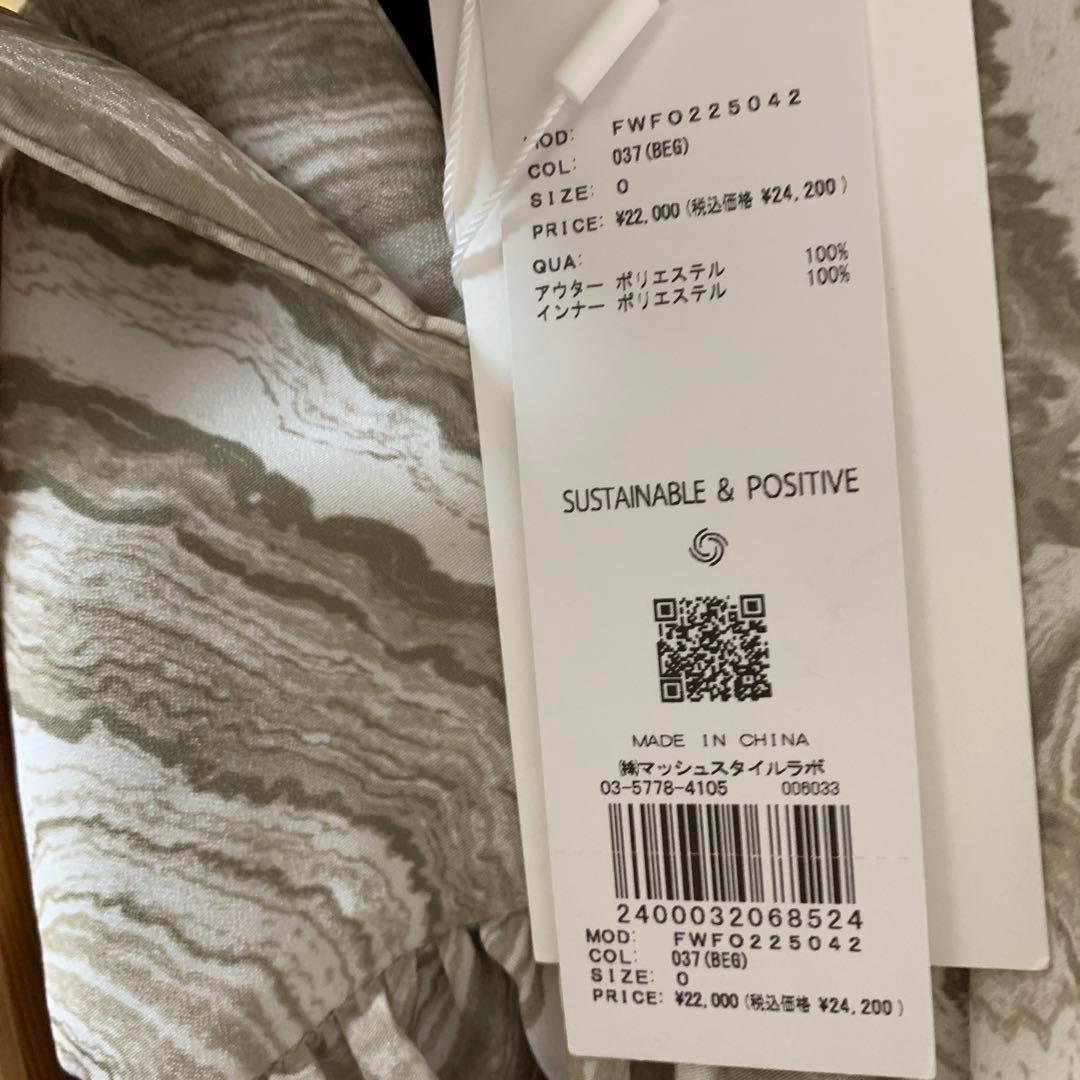 MOD: FWFO225042
COL: 037(BEG)
SIZE: 0
PRICE: ¥22,000(税込価格 ¥24,200)
QUA:
アウター ポリエステル 100%
インナー ポリエステル 100%
SUSTAINABLE & POSITIVE
MADE IN CHINA
㈱マッシュスタイルラボ
03-5778-4105 006033
2400032068524
MOD: FWFO225042
COL: 037(BEG)
SIZE: 0
PRICE: ¥22,000(税込価格 ¥24,200)